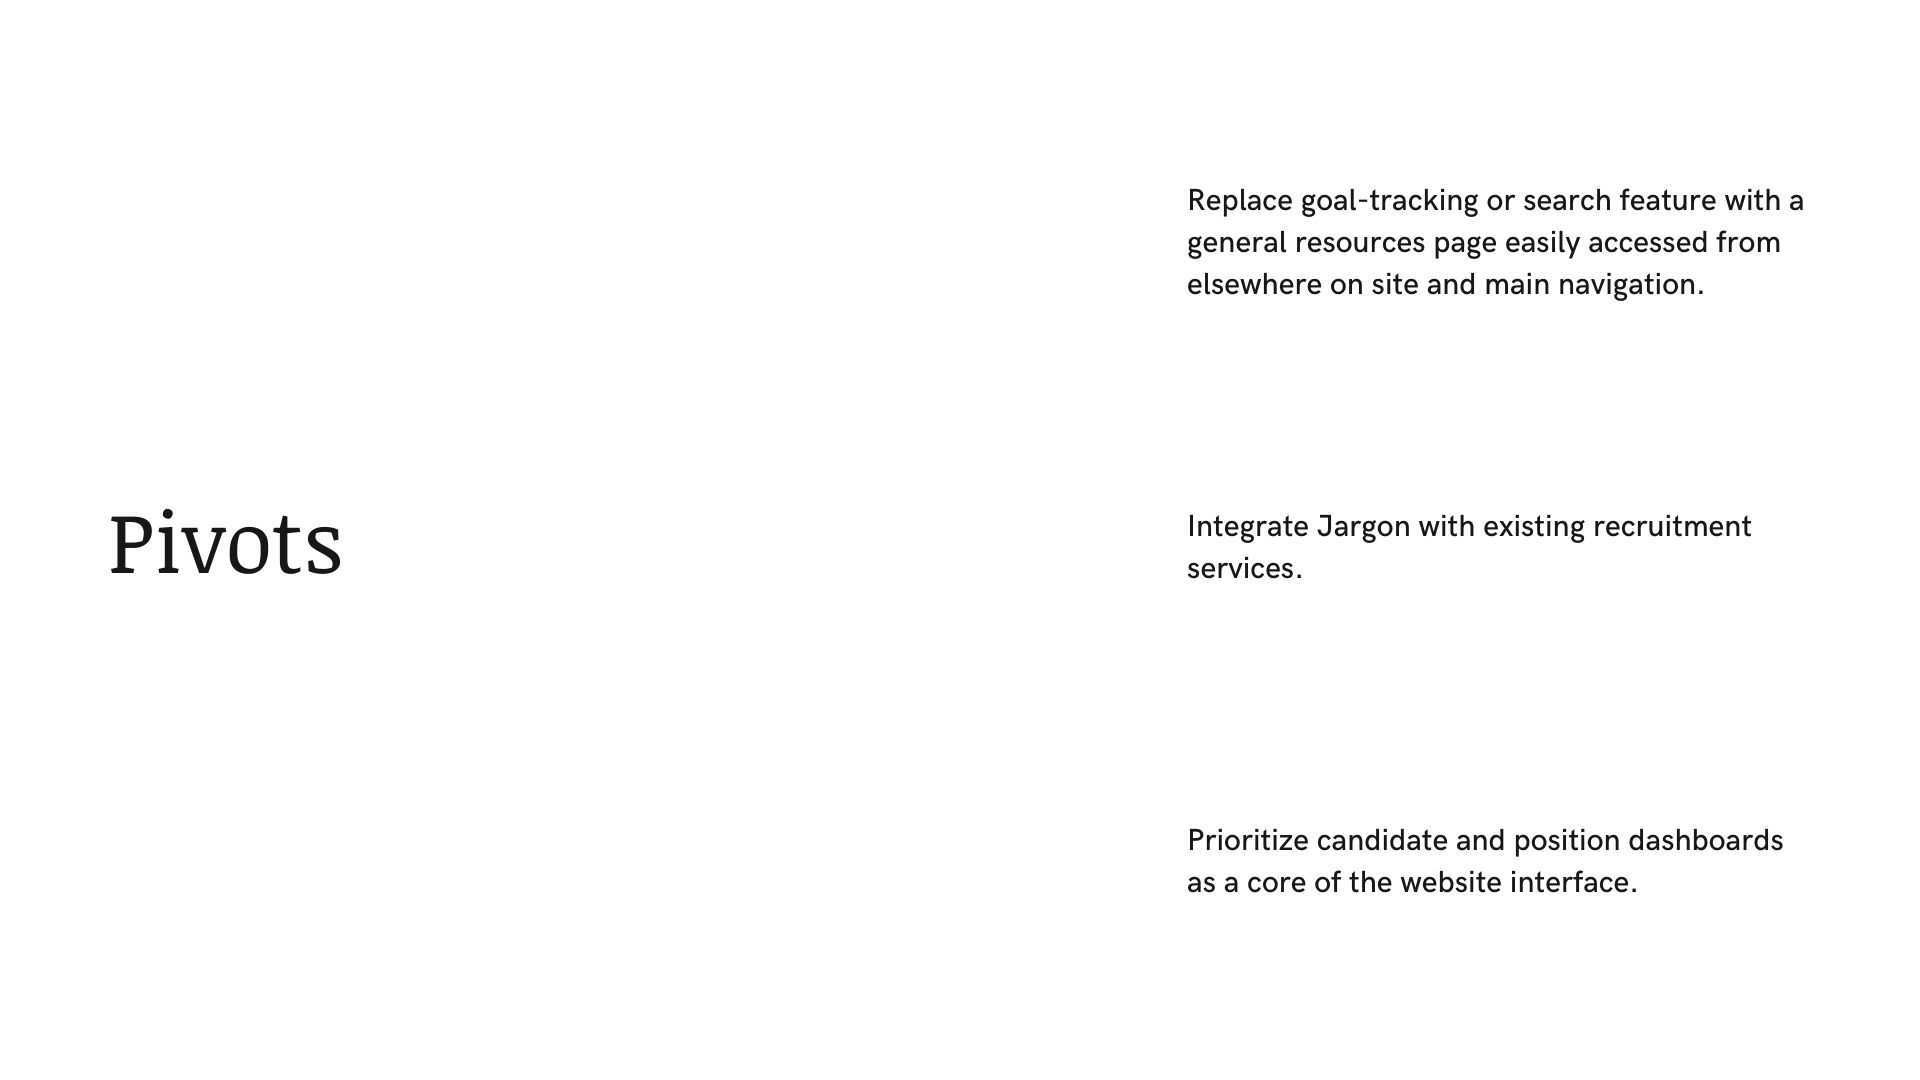 Pivots
Replace goal-tracking or search feature with a
general resources page easily accessed from
elsewhere on site and main navigation.
Integrate Jargon with existing recruitment
services.
Prioritize candidate and position dashboards
as a core of the website interface.